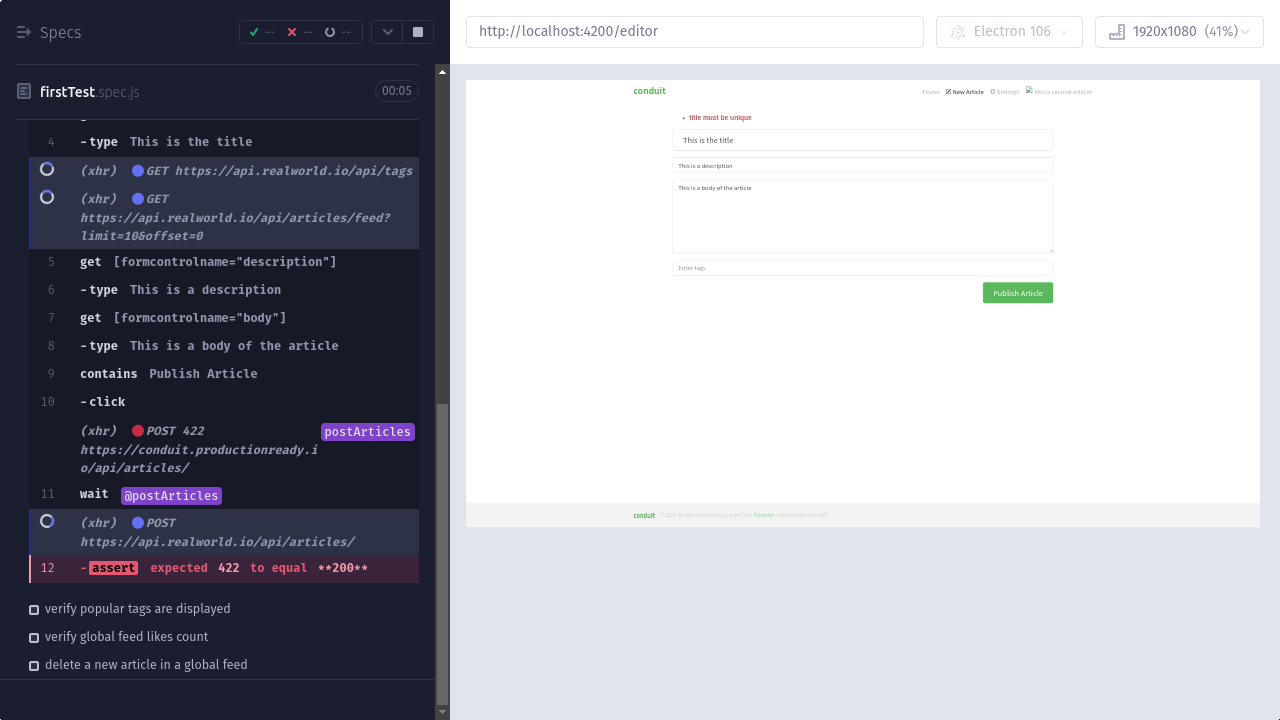 Specs
--
--
--
http://localhost:4200/editor
Electron 106
1920x1080 (41%)
firstTest.spec.js
00:05
4 -type This is the title
(xhr) GET https://api.realworld.io/api/tags
(xhr) GET
https://api.realworld.io/api/articles/feed?
limit=10&offset=0
5 get [formcontrolname="description"]
6 -type This is a description
7 get [formcontrolname="body"]
8 -type This is a body of the article
9 contains Publish Article
10 -click
(xhr) POST 422 postArticles
https://conduit.productionready.i
o/api/articles/
11 wait @postArticles
(xhr) POST
https://api.realworld.io/api/articles/
12 -assert expected 422 to equal **200**
verify popular tags are displayed
verify global feed likes count
delete a new article in a global feed
conduit
Home New Article Settings this is second article!
• title must be unique
This is the title
This is a description
This is a body of the article
Enter tags
Publish Article
conduit